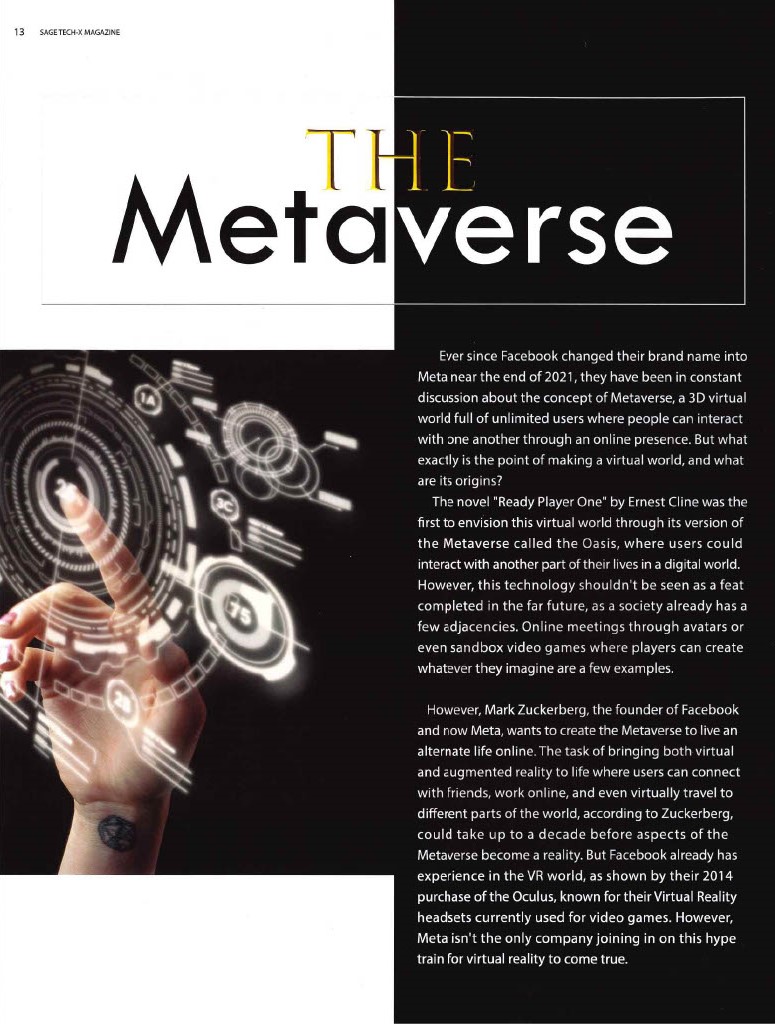 13 SAGE TECH-X MAGAZINE
THE
Metaverse
1A
3C
75
2B
Ever since Facebook changed their brand name into
Meta near the end of 2021, they have been in constant
discussion about the concept of Metaverse, a 3D virtual
world full of unlimited users where people can interact
with one another through an online presence. But what
exactly is the point of making a virtual world, and what
are its origins?
The novel "Ready Player One" by Ernest Cline was the
first to envision this virtual world through its version of
the Metaverse called the Oasis, where users could
interact with another part of their lives in a digital world.
However, this technology shouldn't be seen as a feat
completed in the far future, as a society already has a
few adjacencies. Online meetings through avatars or
even sandbox video games where players can create
whatever they imagine are a few examples.
However, Mark Zuckerberg, the founder of Facebook
and now Meta, wants to create the Metaverse to live an
alternate life online. The task of bringing both virtual
and augmented reality to life where users can connect
with friends, work online, and even virtually travel to
different parts of the world, according to Zuckerberg,
could take up to a decade before aspects of the
Metaverse become a reality. But Facebook already has
experience in the VR world, as shown by their 2014
purchase of the Oculus, known for their Virtual Reality
headsets currently used for video games. However,
Meta isn't the only company joining in on this hype
train for virtual reality to come true.